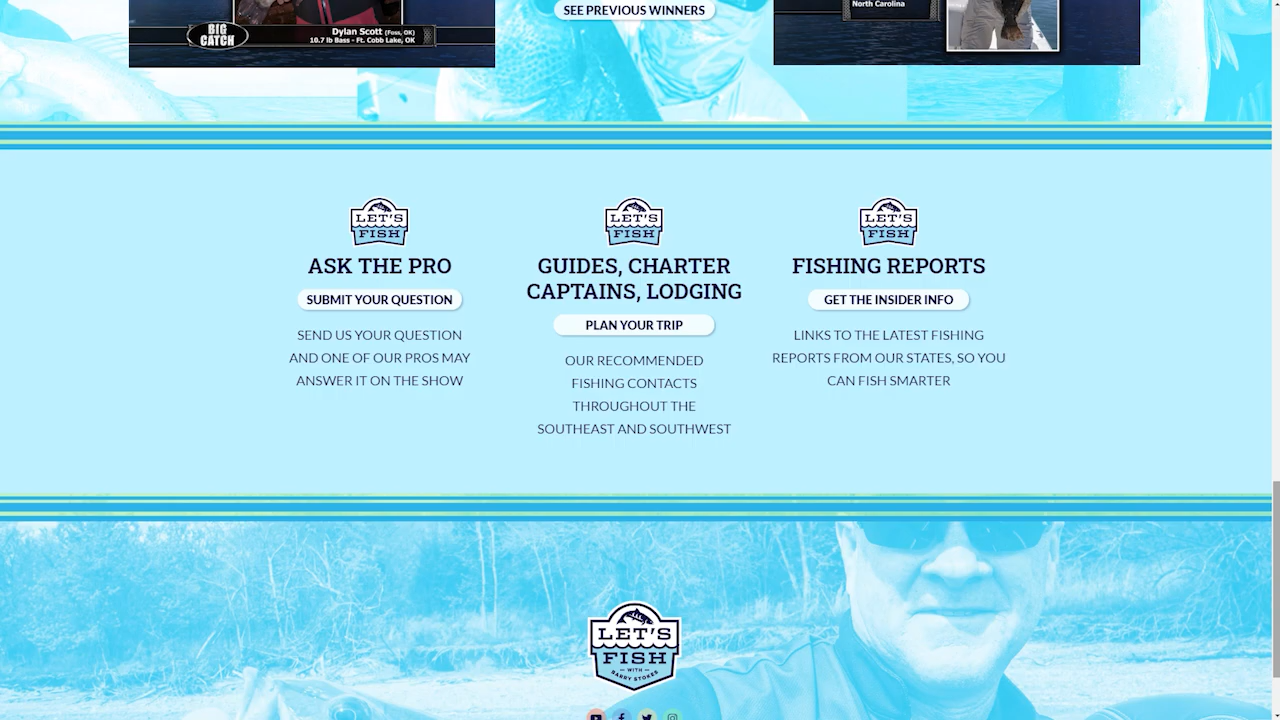 BIG
CATCH
Dylan Scott (Foss, OK)
10.7 lb Bass - Ft. Cobb Lake, OK
SEE PREVIOUS WINNERS
North Carolina
LET'S
FISH
ASK THE PRO
SUBMIT YOUR QUESTION
SEND US YOUR QUESTION
AND ONE OF OUR PROS MAY
ANSWER IT ON THE SHOW
LET'S
FISH
GUIDES, CHARTER
CAPTAINS, LODGING
PLAN YOUR TRIP
OUR RECOMMENDED
FISHING CONTACTS
THROUGHOUT THE
SOUTHEAST AND SOUTHWEST
LET'S
FISH
FISHING REPORTS
GET THE INSIDER INFO
LINKS TO THE LATEST FISHING
REPORTS FROM OUR STATES, SO YOU
CAN FISH SMARTER
LET'S
FISH
WITH
BARRY STOKES